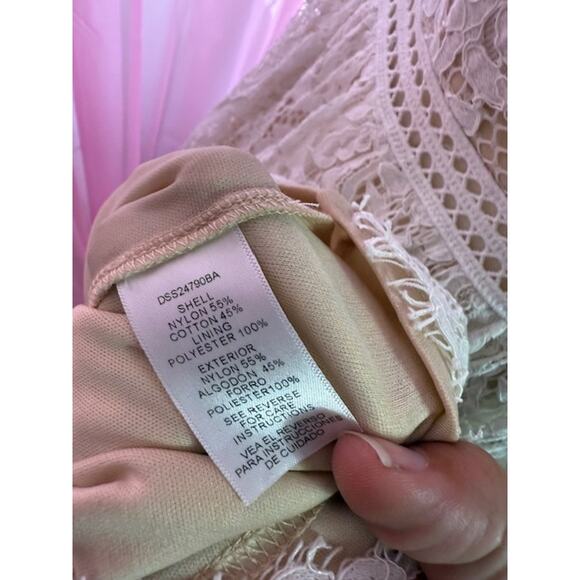 DSS24790BA
SHELL
NYLON 55%
COTTON 45%
LINING
POLYESTER 100%
EXTERIOR
NYLON 55%
ALGODON 45%
FORRO
POLIESTER100%
SEE REVERSE
FOR CARE
INSTRUCTIONS
VEA EL REVERSO
PARA INSTRUCCIONES
DE CUIDADO